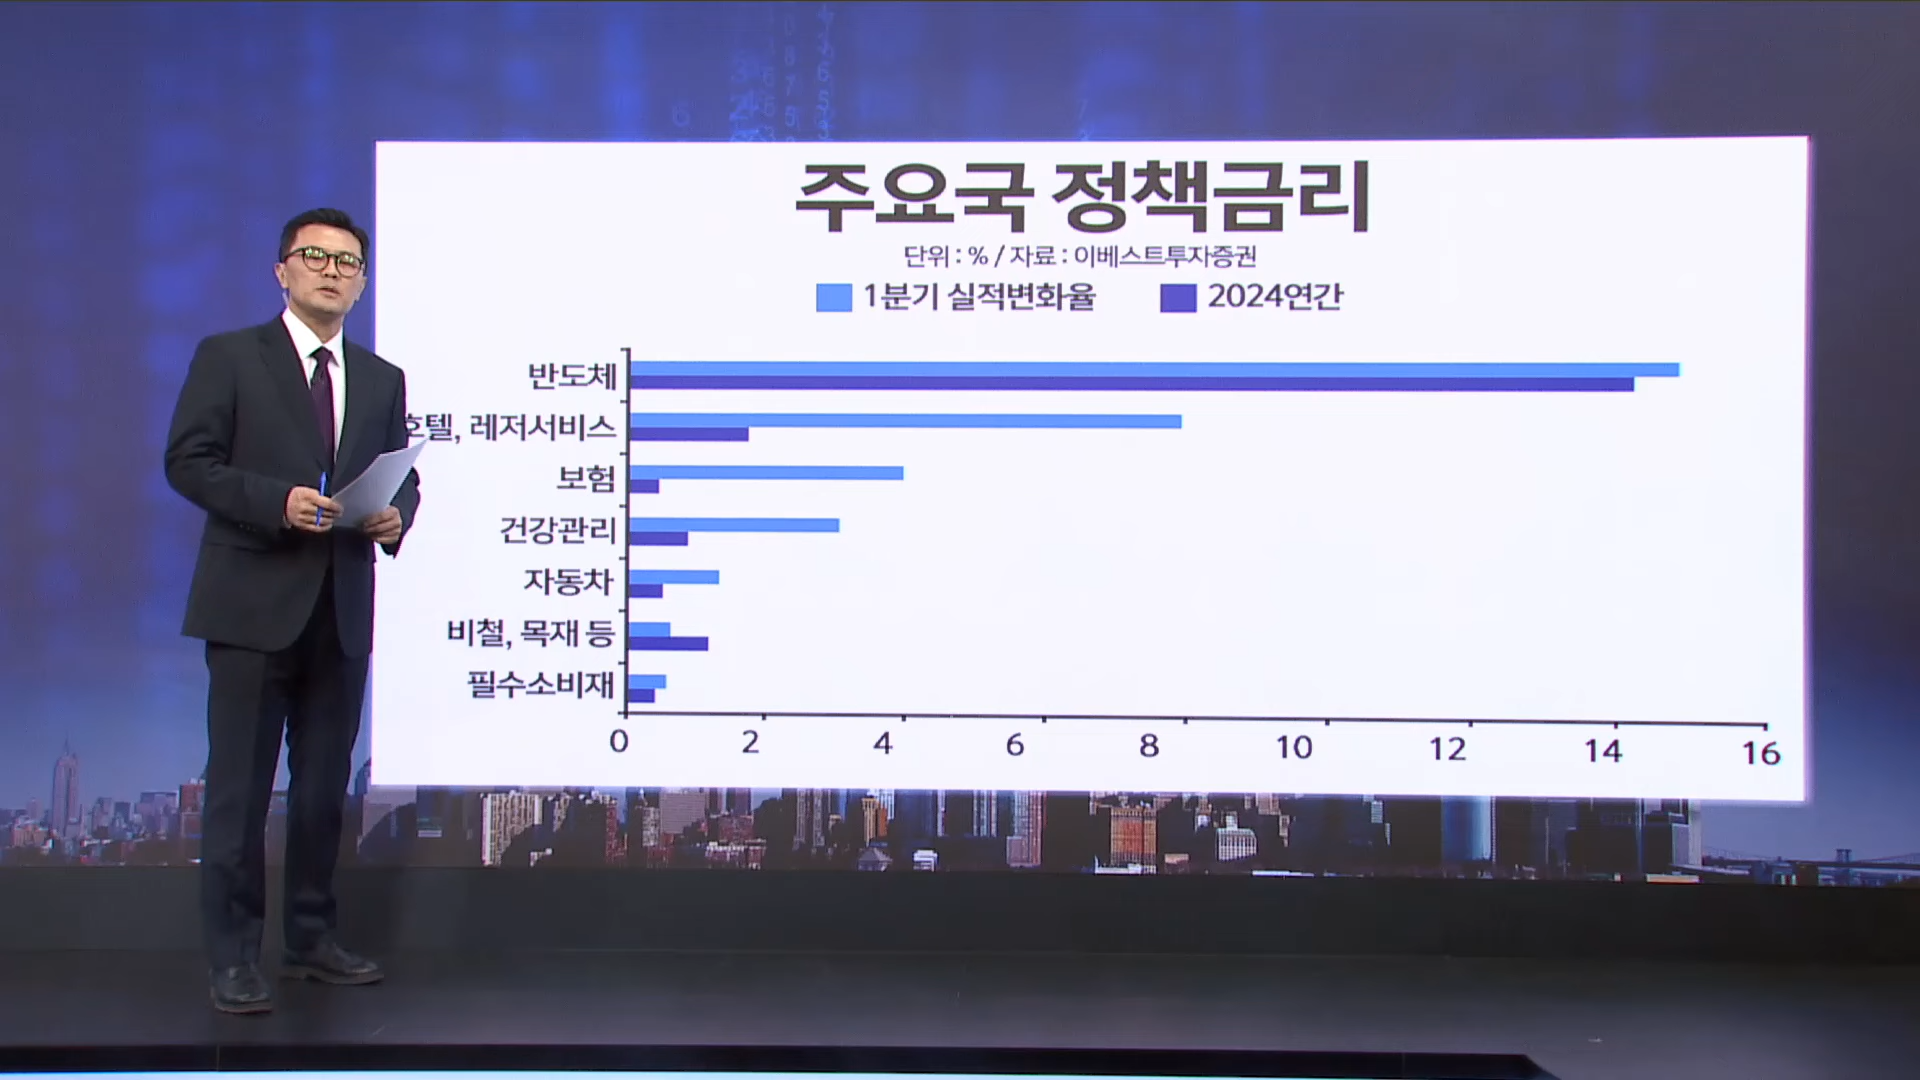 주요국 정책금리
단위 : % / 자료 : 이베스트투자증권
1분기 실적변화율 2024연간
반도체
호텔, 레저서비스
보험
건강관리
자동차
비철, 목재 등
필수소비재
0 2 4 6 8 10 12 14 16